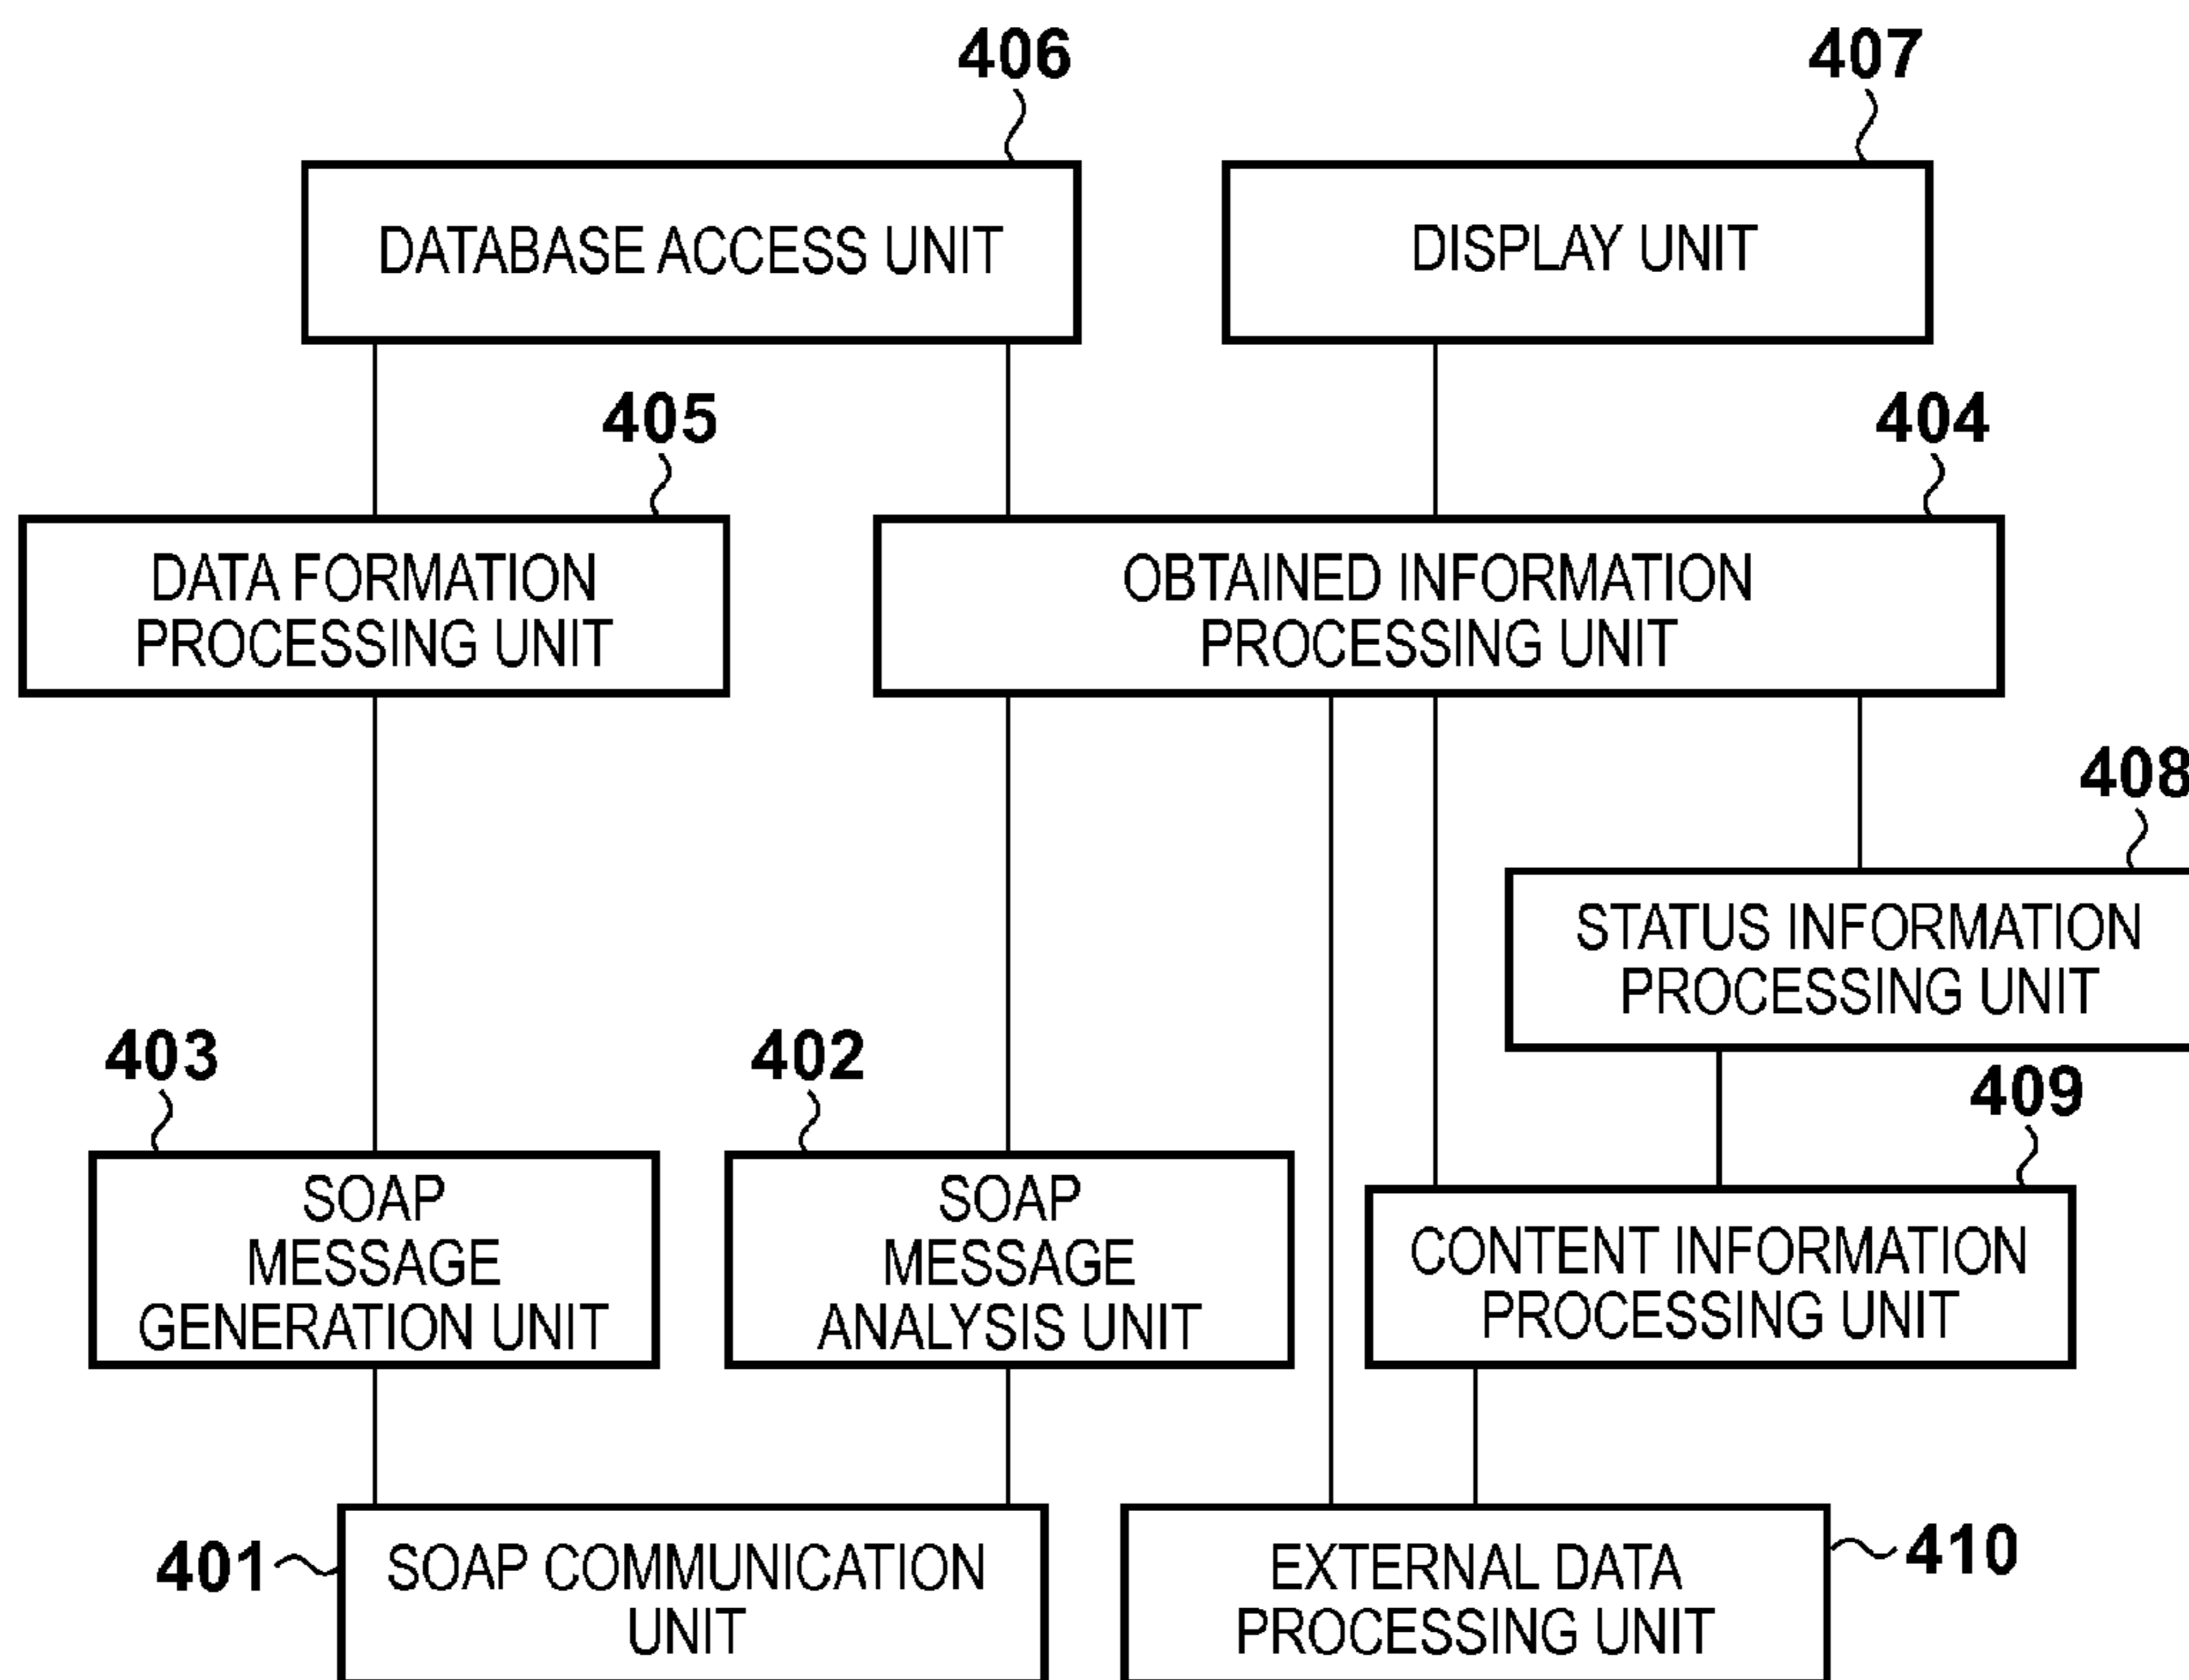 406
407
DATABASE ACCESS UNIT
DISPLAY UNIT
405
404
DATA FORMATION
PROCESSING UNIT
OBTAINED INFORMATION
PROCESSING UNIT
408
STATUS INFORMATION
PROCESSING UNIT
403
402
409
SOAP
MESSAGE
GENERATION UNIT
SOAP
MESSAGE
ANALYSIS UNIT
CONTENT INFORMATION
PROCESSING UNIT
401
SOAP COMMUNICATION
UNIT
EXTERNAL DATA
PROCESSING UNIT
410